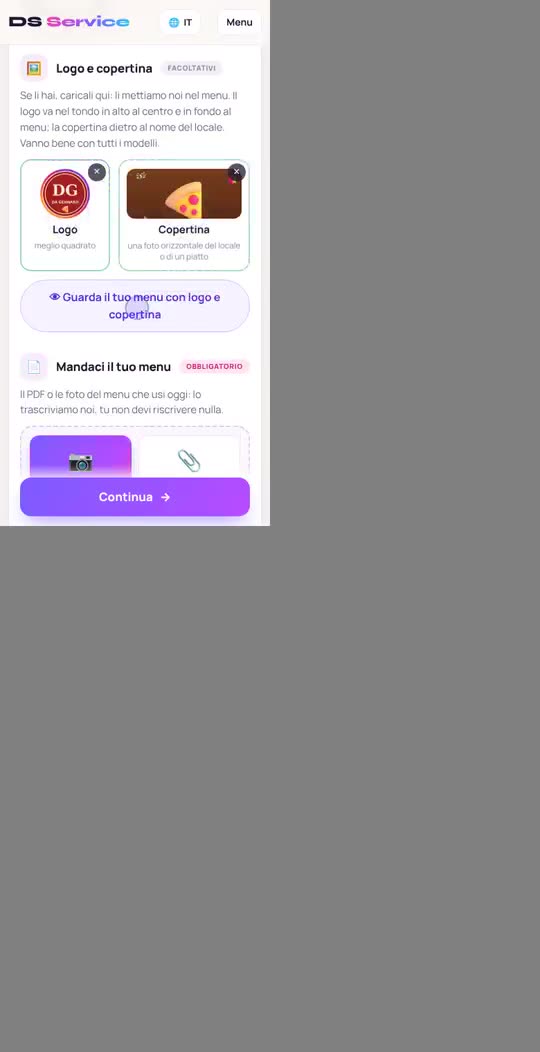 DS Service
IT
Menu
Logo e copertina
FACOLTATIVI
Se li hai, caricali qui: li mettiamo noi nel menu. Il
logo va nel tondo in alto al centro e in fondo al
menu; la copertina dietro al nome del locale.
Vanno bene con tutti i modelli.
DG
DA GENNARO
Logo
meglio quadrato
Copertina
una foto orizzontale del locale
o di un piatto
Guarda il tuo menu con logo e
copertina
Mandaci il tuo menu
OBBLIGATORIO
Il PDF o le foto del menu che usi oggi: lo
trascriviamo noi, tu non devi riscrivere nulla.
Continua →